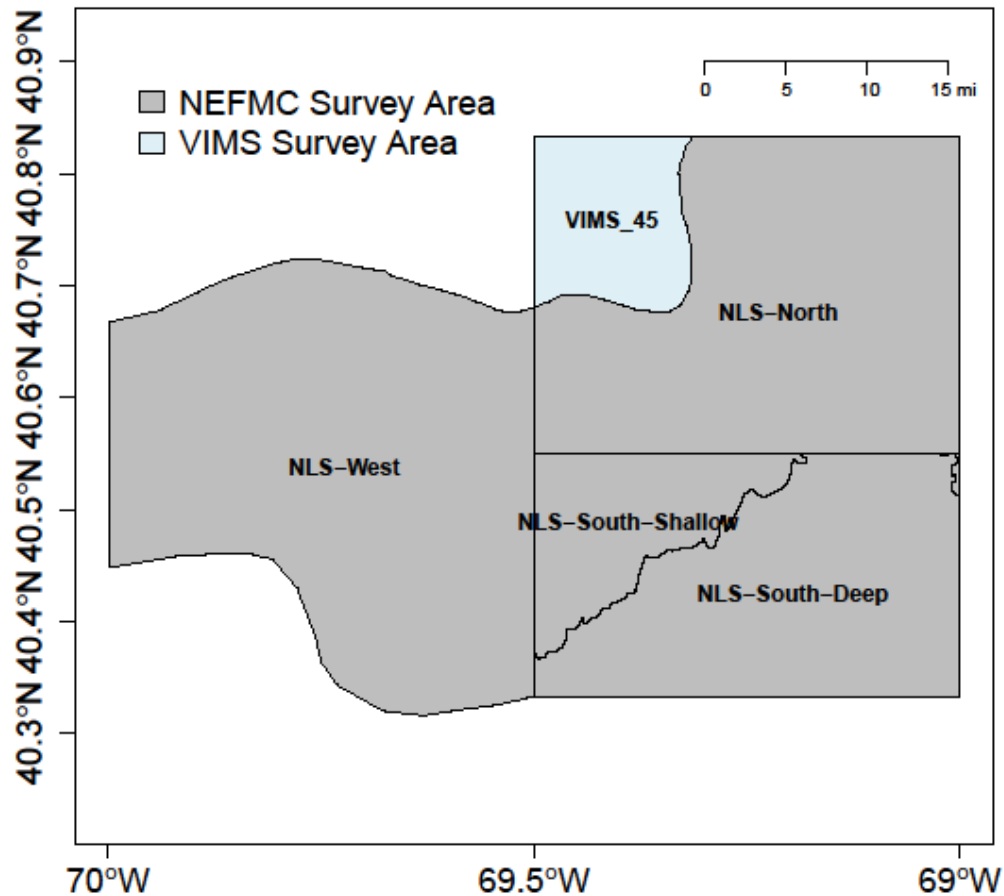 40.9°N
40.8°N
40.7°N
40.6°N
40.5°N
40.4°N
40.3°N
NEFMC Survey Area
VIMS Survey Area
0 5 10 15 mi
VIMS_45
NLS−North
NLS−West
NLS−South−Shallow
NLS−South−Deep
70°W 69.5°W 69°W